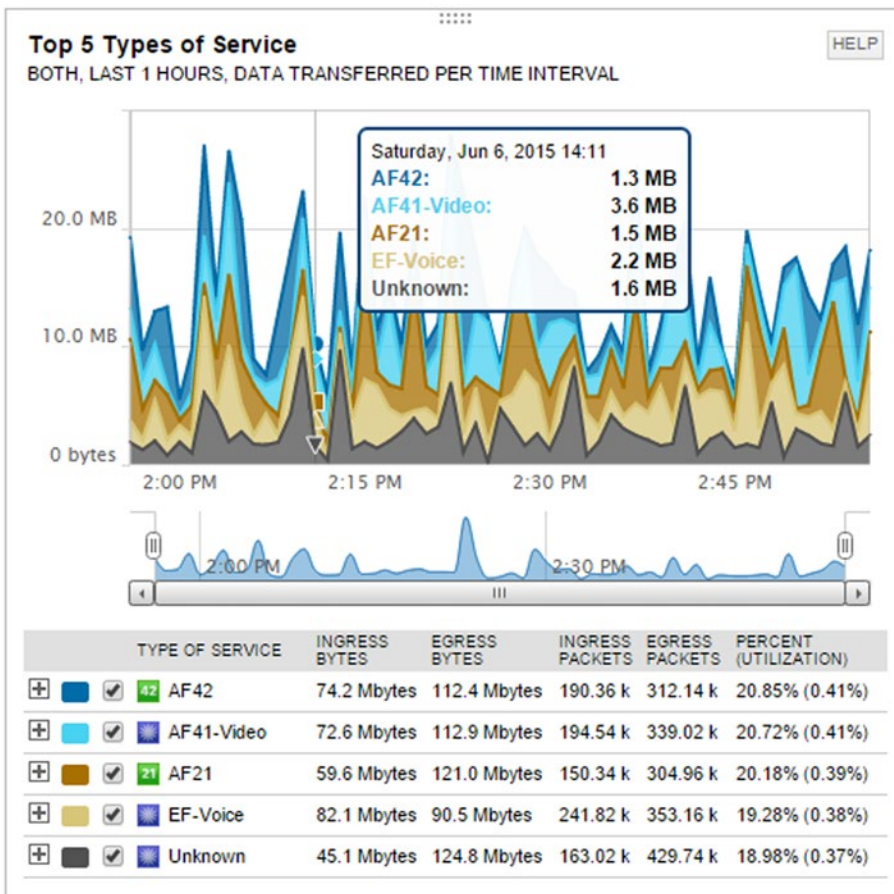 Top 5 Types of Service
HELP
BOTH, LAST 1 HOURS, DATA TRANSFERRED PER TIME INTERVAL
Saturday, Jun 6, 2015 14:11
AF42: 1.3 MB
AF41-Video: 3.6 MB
AF21: 1.5 MB
EF-Voice: 2.2 MB
Unknown: 1.6 MB
20.0 MB
10.0 MB
0 bytes
2:00 PM 2:15 PM 2:30 PM 2:45 PM
2:00 PM 2:30 PM
TYPE OF SERVICE INGRESS BYTES EGRESS BYTES INGRESS PACKETS EGRESS PACKETS PERCENT (UTILIZATION)
42 AF42 74.2 Mbytes 112.4 Mbytes 190.36 k 312.14 k 20.85% (0.41%)
AF41-Video 72.6 Mbytes 112.9 Mbytes 194.54 k 339.02 k 20.72% (0.41%)
21 AF21 59.6 Mbytes 121.0 Mbytes 150.34 k 304.96 k 20.18% (0.39%)
EF-Voice 82.1 Mbytes 90.5 Mbytes 241.82 k 353.16 k 19.28% (0.38%)
Unknown 45.1 Mbytes 124.8 Mbytes 163.02 k 429.74 k 18.98% (0.37%)